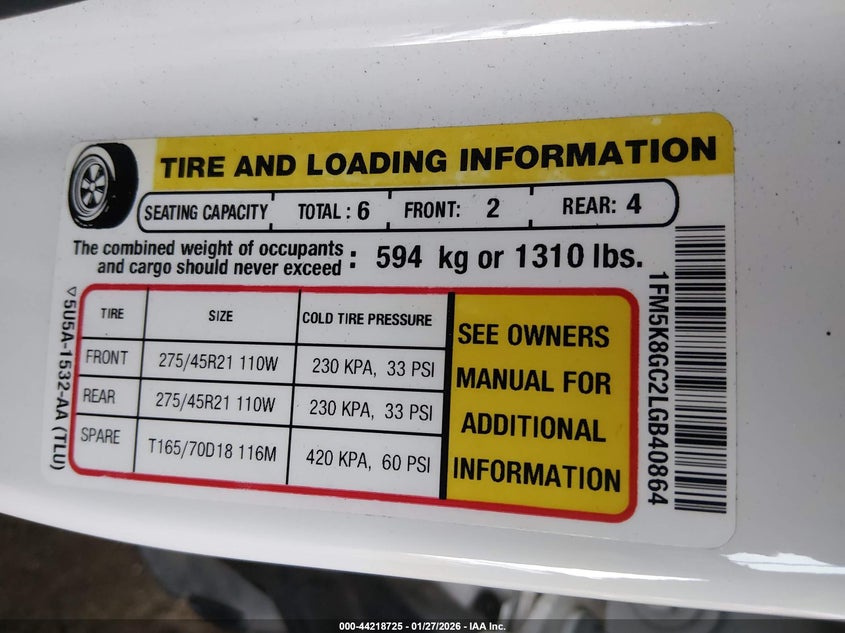 TIRE AND LOADING INFORMATION
SEATING CAPACITY TOTAL : 6 FRONT: 2 REAR: 4
The combined weight of occupants
and cargo should never exceed : 594 kg or 1310 lbs.
TIRE SIZE COLD TIRE PRESSURE
FRONT 275/45R21 110W 230 KPA, 33 PSI
REAR 275/45R21 110W 230 KPA, 33 PSI
SPARE T165/70D18 116M 420 KPA, 60 PSI
SEE OWNERS
MANUAL FOR
ADDITIONAL
INFORMATION
5U5A-1532-AA (TLU)
1FM5K8GC2LGB40864
000-44218725 - 01/27/2026 - IAA Inc.